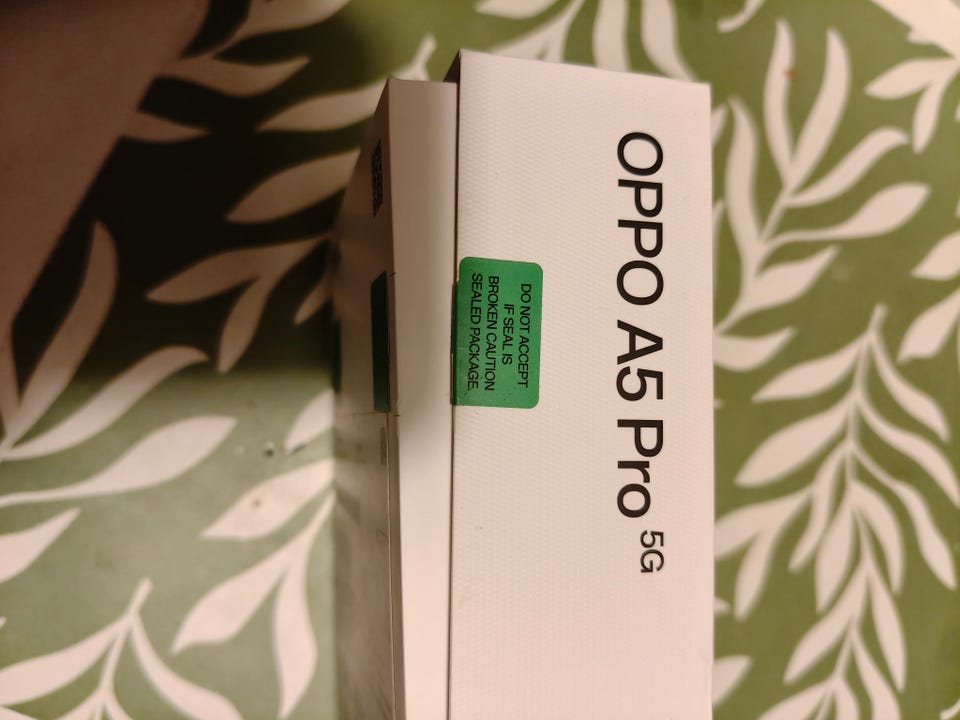 OPPO A5 Pro 5G
DO NOT ACCEPT
IF SEAL IS
BROKEN CAUTION
SEALED PACKAGE.